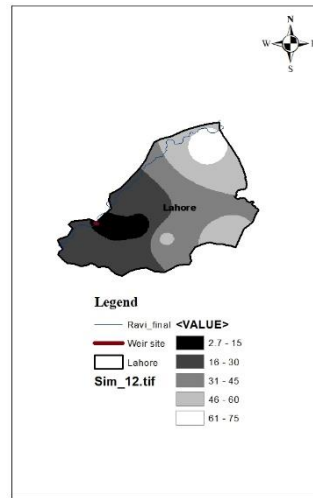 N
W
E
S
Lahore
Legend
Ravi_final <VALUE>
Weir site 2.7 - 15
Lahore 16 - 30
Sim_12.tif 31 - 45
46 - 60
61 - 75